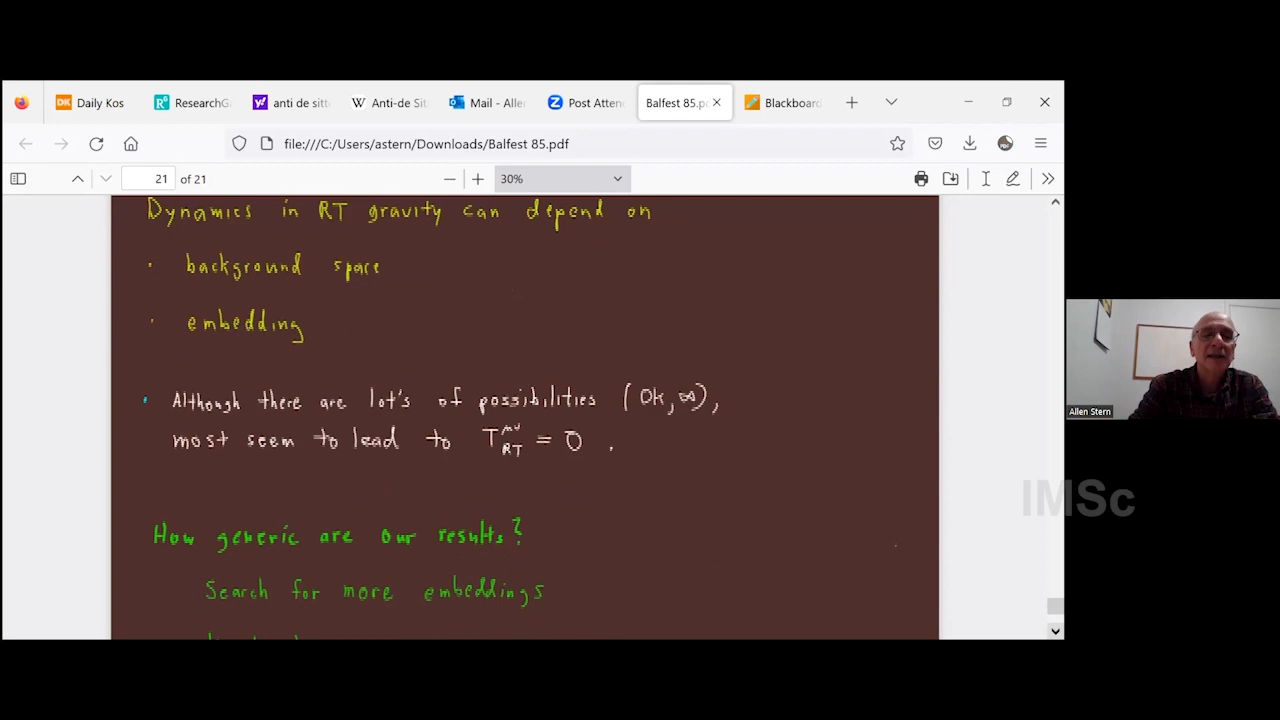 Daily Kos
ResearchG
anti de sitt
Anti-de Sit
Mail - Alle
Post Atten
Balfest 85.p
Blackboard
file:///C:/Users/astern/Downloads/Balfest 85.pdf
21 of 21
30%
Dynamics in RT gravity can depend on
· background space
· embedding
· Although there are lot's of possibilities (Ok, ∞),
most seem to lead to T^{μν}_{RT} = 0 .
How generic are our results?
Search for more embeddings
Allen Stern
IMSc